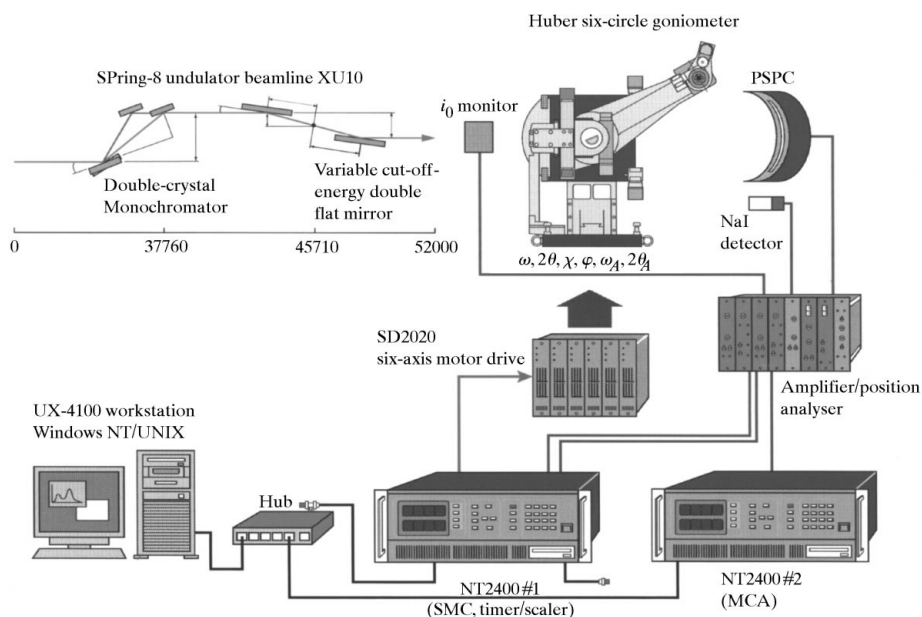 Huber six-circle goniometer
SPring-8 undulator beamline XU10
i0 monitor
PSPC
Double-crystal
Monochromator
Variable cut-off-
energy double
flat mirror
NaI
detector
0 37760 45710 52000
ω, 2θ, χ, φ, ωA, 2θA
SD2020
six-axis motor drive
Amplifier/position
analyser
UX-4100 workstation
Windows NT/UNIX
Hub
NT2400 #1
(SMC, timer/scaler)
NT2400 #2
(MCA)